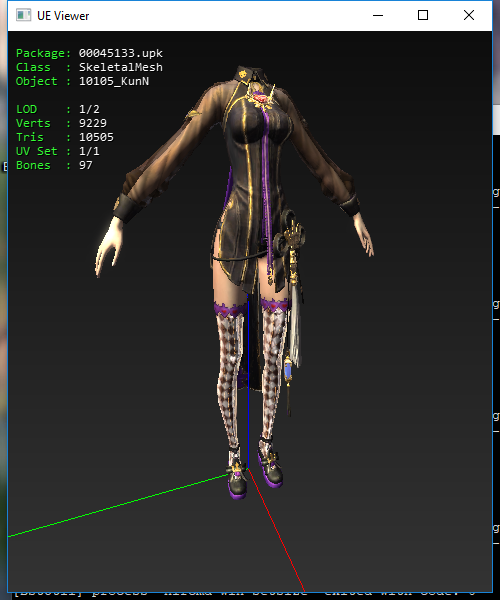 UE Viewer
Package: 00045133.upk
Class : SkeletalMesh
Object : 10105_KunN
LOD : 1/2
Verts : 9229
Tris : 10505
UV Set : 1/1
Bones : 97